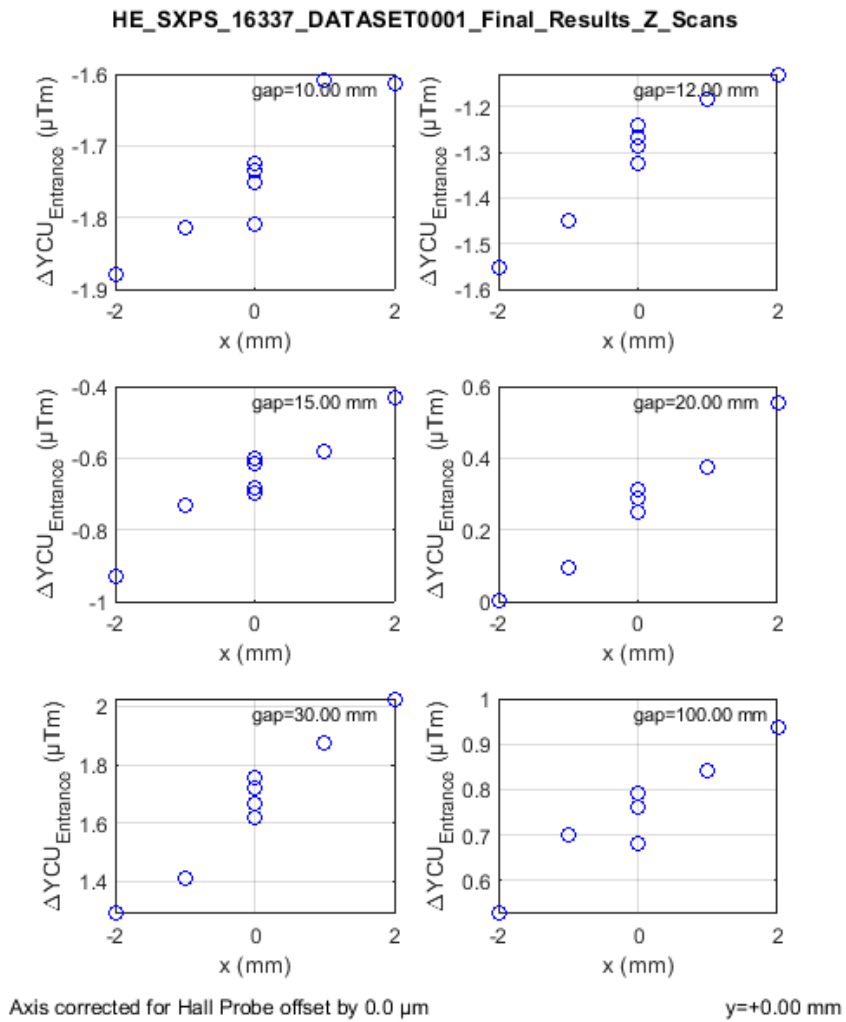 HE_SXPS_16337_DATASET0001_Final_Results_Z_Scans
ΔYCU_Entrance (µTm)
-1.6
-1.7
-1.8
-1.9
gap=10.00 mm
-2 0 2
x (mm)
ΔYCU_Entrance (µTm)
-1.2
-1.3
-1.4
-1.5
-1.6
gap=12.00 mm
-2 0 2
x (mm)
ΔYCU_Entrance (µTm)
-0.4
-0.6
-0.8
-1
gap=15.00 mm
-2 0 2
x (mm)
ΔYCU_Entrance (µTm)
0.6
0.4
0.2
0
gap=20.00 mm
-2 0 2
x (mm)
ΔYCU_Entrance (µTm)
2
1.8
1.6
1.4
gap=30.00 mm
-2 0 2
x (mm)
ΔYCU_Entrance (µTm)
1
0.9
0.8
0.7
0.6
gap=100.00 mm
-2 0 2
x (mm)
Axis corrected for Hall Probe offset by 0.0 µm
y=+0.00 mm